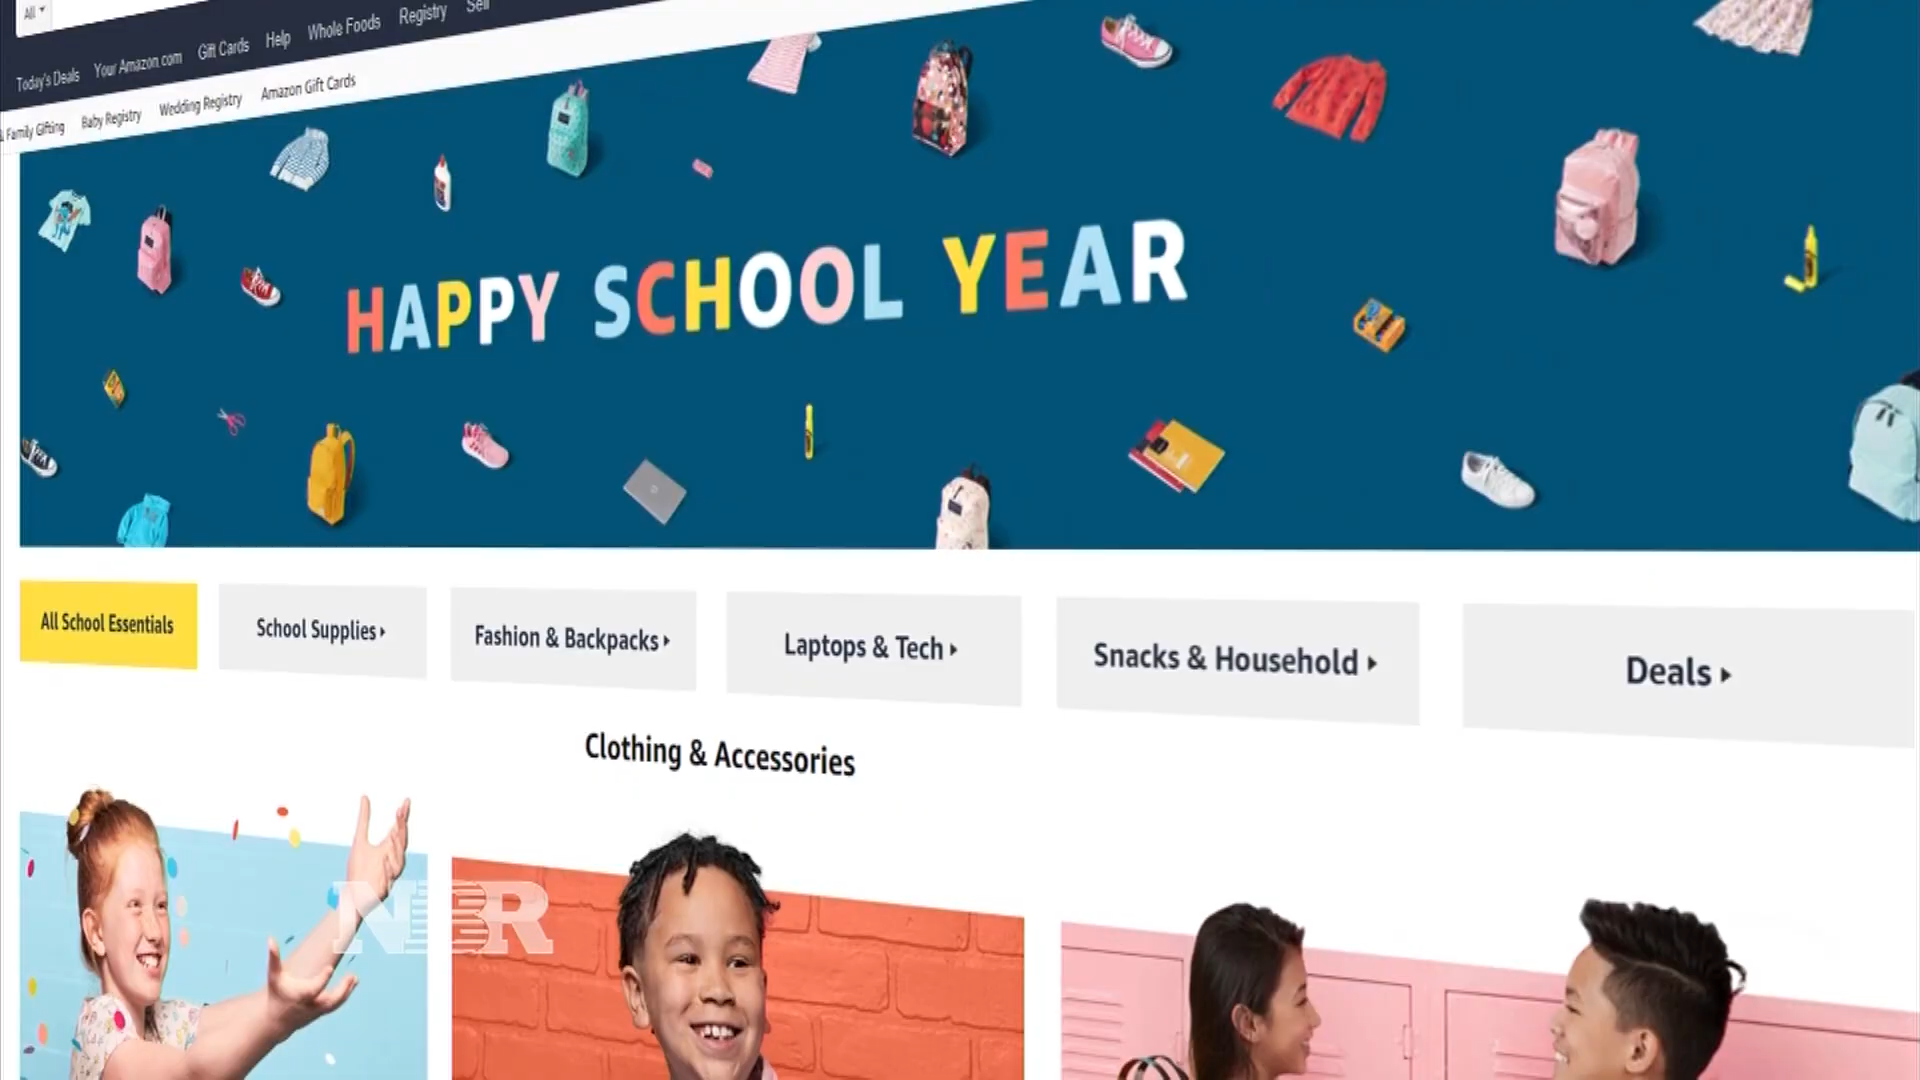 All
Today's Deals Your Amazon.com Gift Cards Help Whole Foods Registry Sell
& Family Gifting Baby Registry Wedding Registry Amazon Gift Cards
HAPPY SCHOOL YEAR
All School Essentials School Supplies Fashion & Backpacks Laptops & Tech Snacks & Household Deals
Clothing & Accessories
NBR